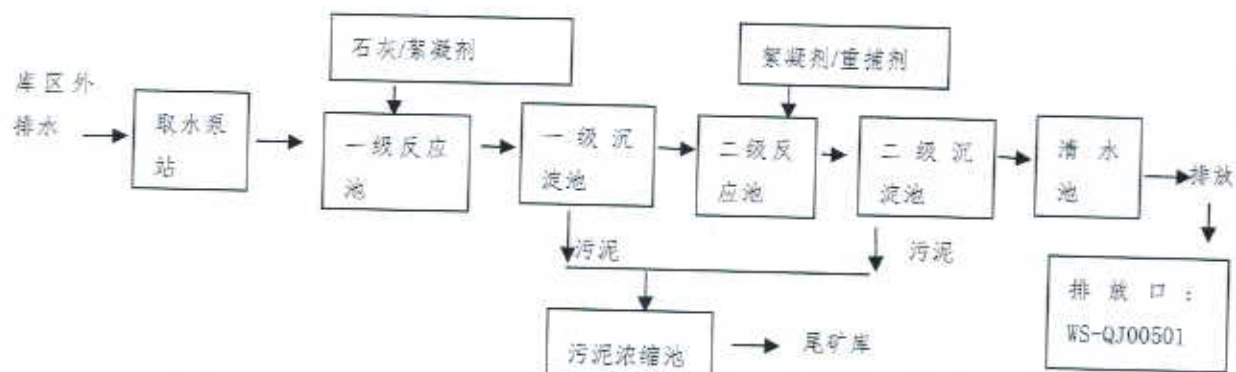 石灰/絮凝剂
絮凝剂/重捕剂
库区外
排水
取水泵
站
一级反应
池
一级沉
淀池
二级反
应池
二级沉
淀池
清水
池
排放
污泥
污泥
排放口：
WS-QJ00501
污泥浓缩池
尾矿库